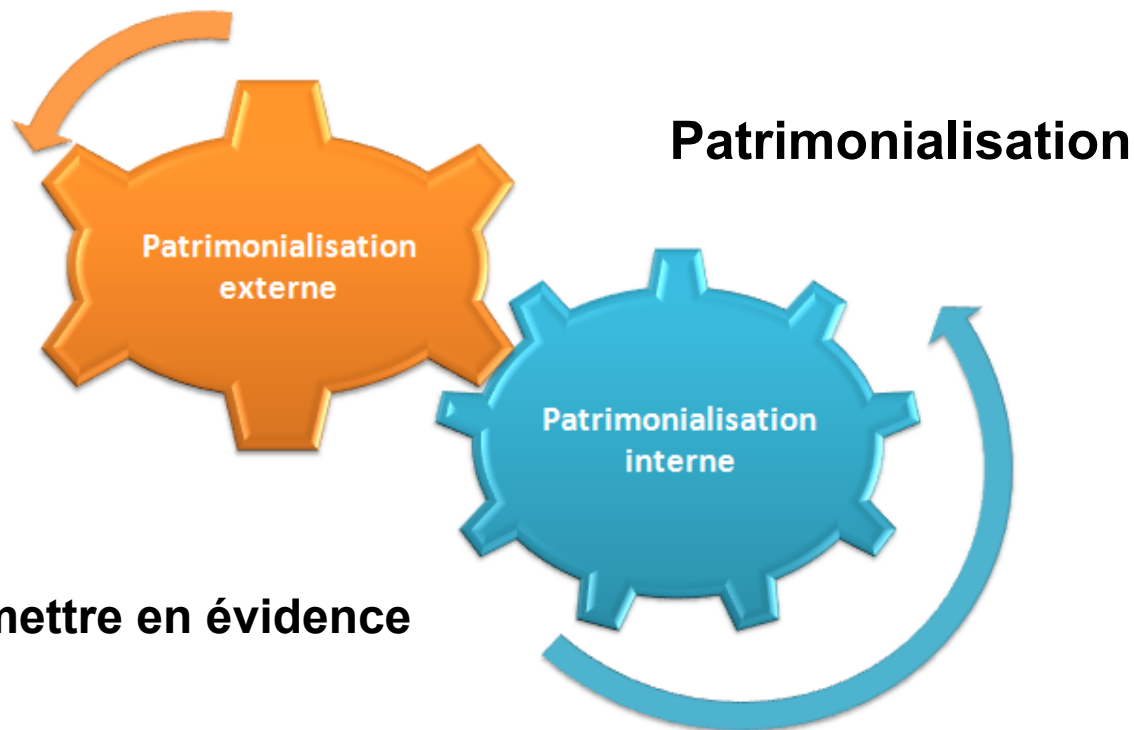 Patrimonialisation
Patrimonialisation
externe
Patrimonialisation
interne
mettre en évidence